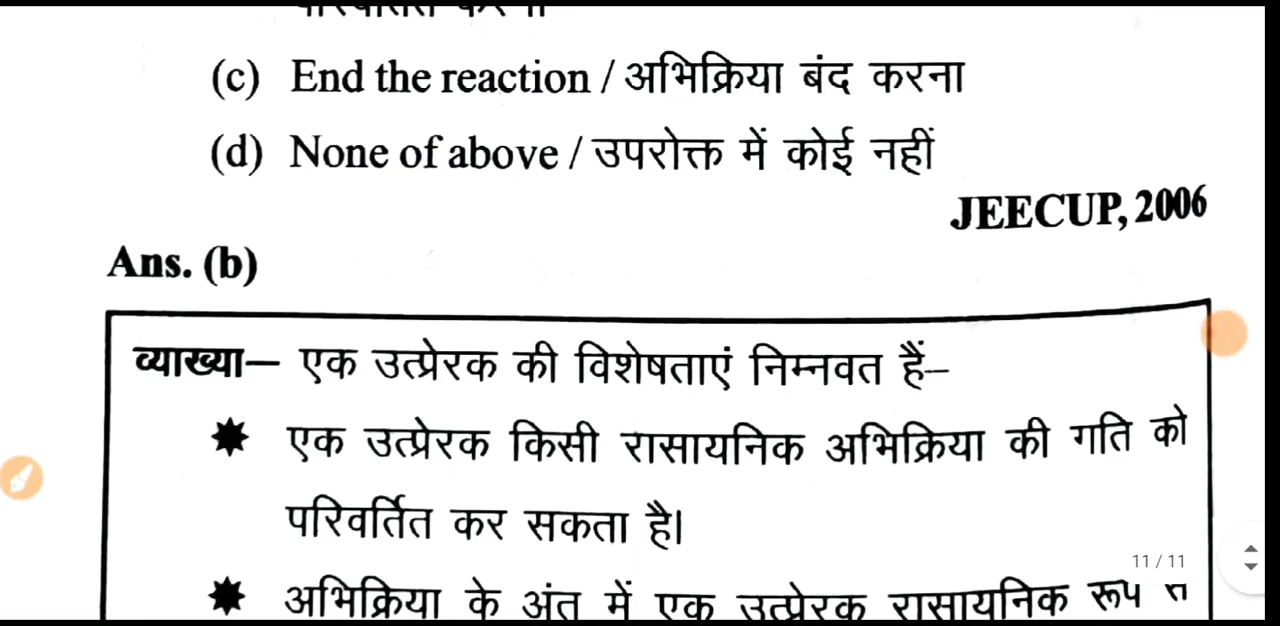 (c) End the reaction / अभिक्रिया बंद करना
(d) None of above / उपरोक्त में कोई नहीं
JEECUP, 2006
Ans. (b)
व्याख्या– एक उत्प्रेरक की विशेषताएं निम्नवत हैं–
एक उत्प्रेरक किसी रासायनिक अभिक्रिया की गति को
परिवर्तित कर सकता है।
11 / 11
अभिक्रिया के अंत में एक उत्प्रेरक रासायनिक रूप